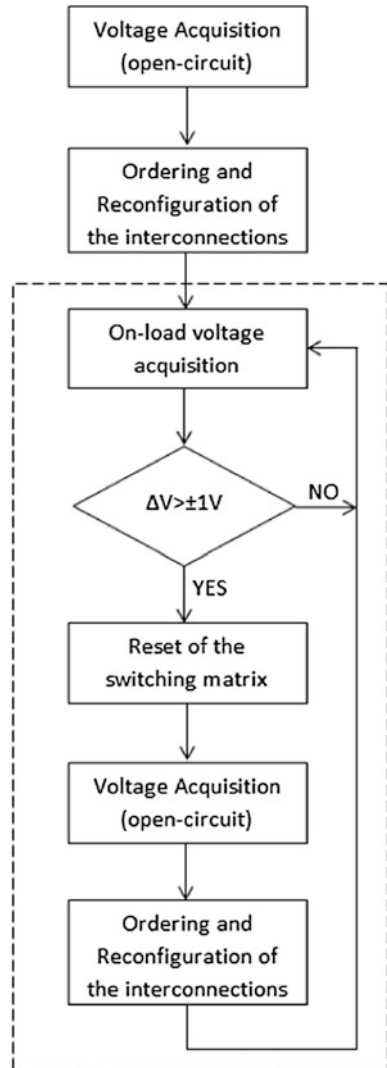 Voltage Acquisition
(open-circuit)
Ordering and
Reconfiguration of
the interconnections
On-load voltage
acquisition
ΔV>±1V
NO
YES
Reset of the
switching matrix
Voltage Acquisition
(open-circuit)
Ordering and
Reconfiguration of
the interconnections